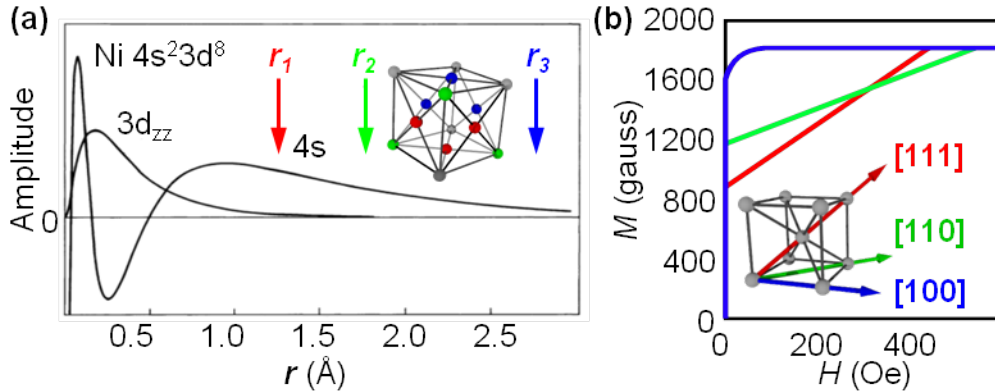 (a)
Ni 4s²3d⁸
r₁
r₂
r₃
3d_zz
4s
Amplitude
0
0.5
1.0
1.5
2.0
2.5
r (Å)
(b)
2000
1600
1200
800
400
0
M (gauss)
[111]
[110]
[100]
200
400
H (Oe)